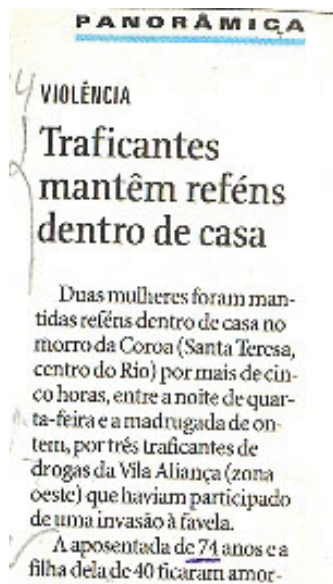 PANORÂMICA
VIOLÊNCIA
Traficantes
mantêm reféns
dentro de casa
Duas mulheres foram man-
tidas reféns dentro de casa no
morro da Coroa (Santa Teresa,
centro do Rio) por mais de cin-
co horas, entre a noite de quar-
ta-feira e a madrugada de on-
tem, por três traficantes de
drogas da Vila Aliança (zona
oeste) que haviam participado
de uma invasão à favela.
A aposentada de 74 anos e a
filha dela de 40 ficaram amor-